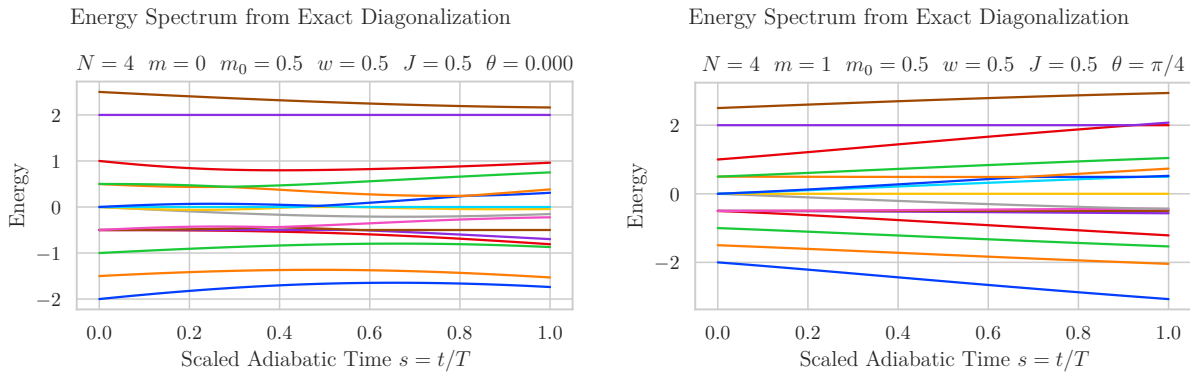 Energy Spectrum from Exact Diagonalization
N = 4 m = 0 m₀ = 0.5 w = 0.5 J = 0.5 θ = 0.000
Energy
2
1
0
−1
−2
0.0 0.2 0.4 0.6 0.8 1.0
Scaled Adiabatic Time s = t/T
Energy Spectrum from Exact Diagonalization
N = 4 m = 1 m₀ = 0.5 w = 0.5 J = 0.5 θ = π/4
Energy
2
0
−2
0.0 0.2 0.4 0.6 0.8 1.0
Scaled Adiabatic Time s = t/T